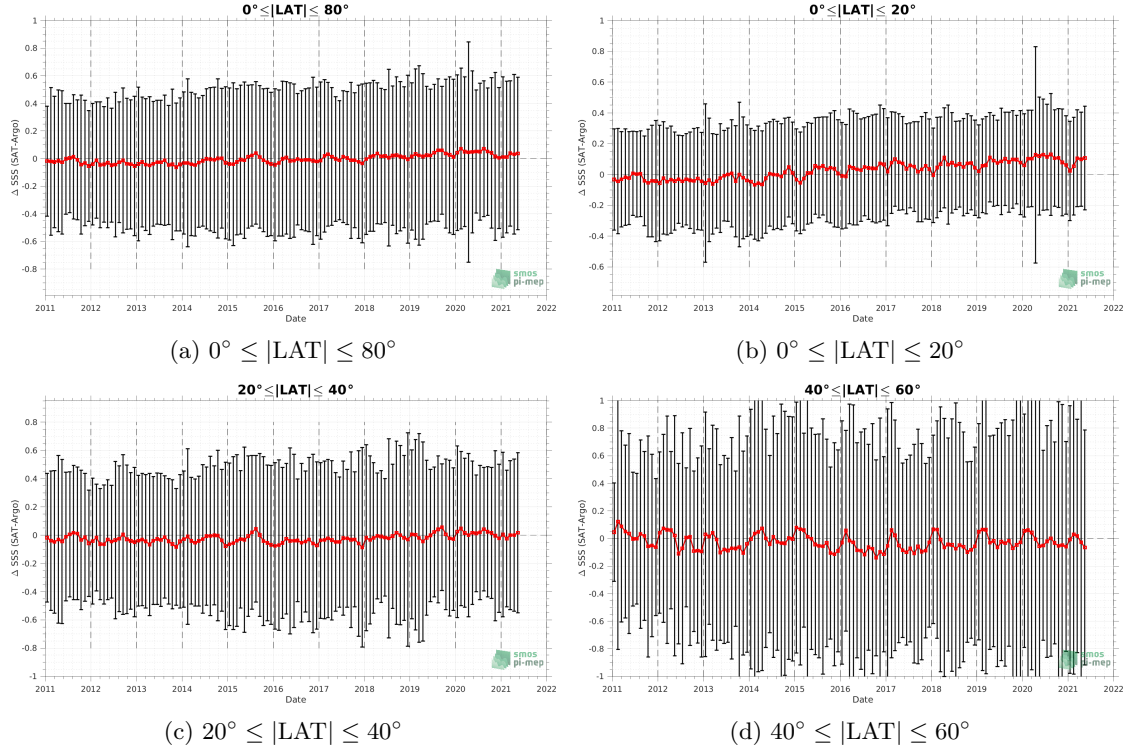 0°≤|LAT|≤ 80°
Δ SSS (SAT-Argo)
1
0.8
0.6
0.4
0.2
0
-0.2
-0.4
-0.6
-0.8
2011 2012 2013 2014 2015 2016 2017 2018 2019 2020 2021 2022
Date
smos
pi-mep
(a) 0° ≤ |LAT| ≤ 80°
0°≤|LAT|≤ 20°
Δ SSS (SAT-Argo)
1
0.8
0.6
0.4
0.2
0
-0.2
-0.4
-0.6
2011 2012 2013 2014 2015 2016 2017 2018 2019 2020 2021 2022
Date
smos
pi-mep
(b) 0° ≤ |LAT| ≤ 20°
20°≤|LAT|≤ 40°
Δ SSS (SAT-Argo)
0.8
0.6
0.4
0.2
0
-0.2
-0.4
-0.6
-0.8
-1
2011 2012 2013 2014 2015 2016 2017 2018 2019 2020 2021 2022
Date
smos
pi-mep
(c) 20° ≤ |LAT| ≤ 40°
40°≤|LAT|≤ 60°
Δ SSS (SAT-Argo)
1
0.8
0.6
0.4
0.2
0
-0.2
-0.4
-0.6
-0.8
-1
2011 2012 2013 2014 2015 2016 2017 2018 2019 2020 2021 2022
Date
smos
pi-mep
(d) 40° ≤ |LAT| ≤ 60°